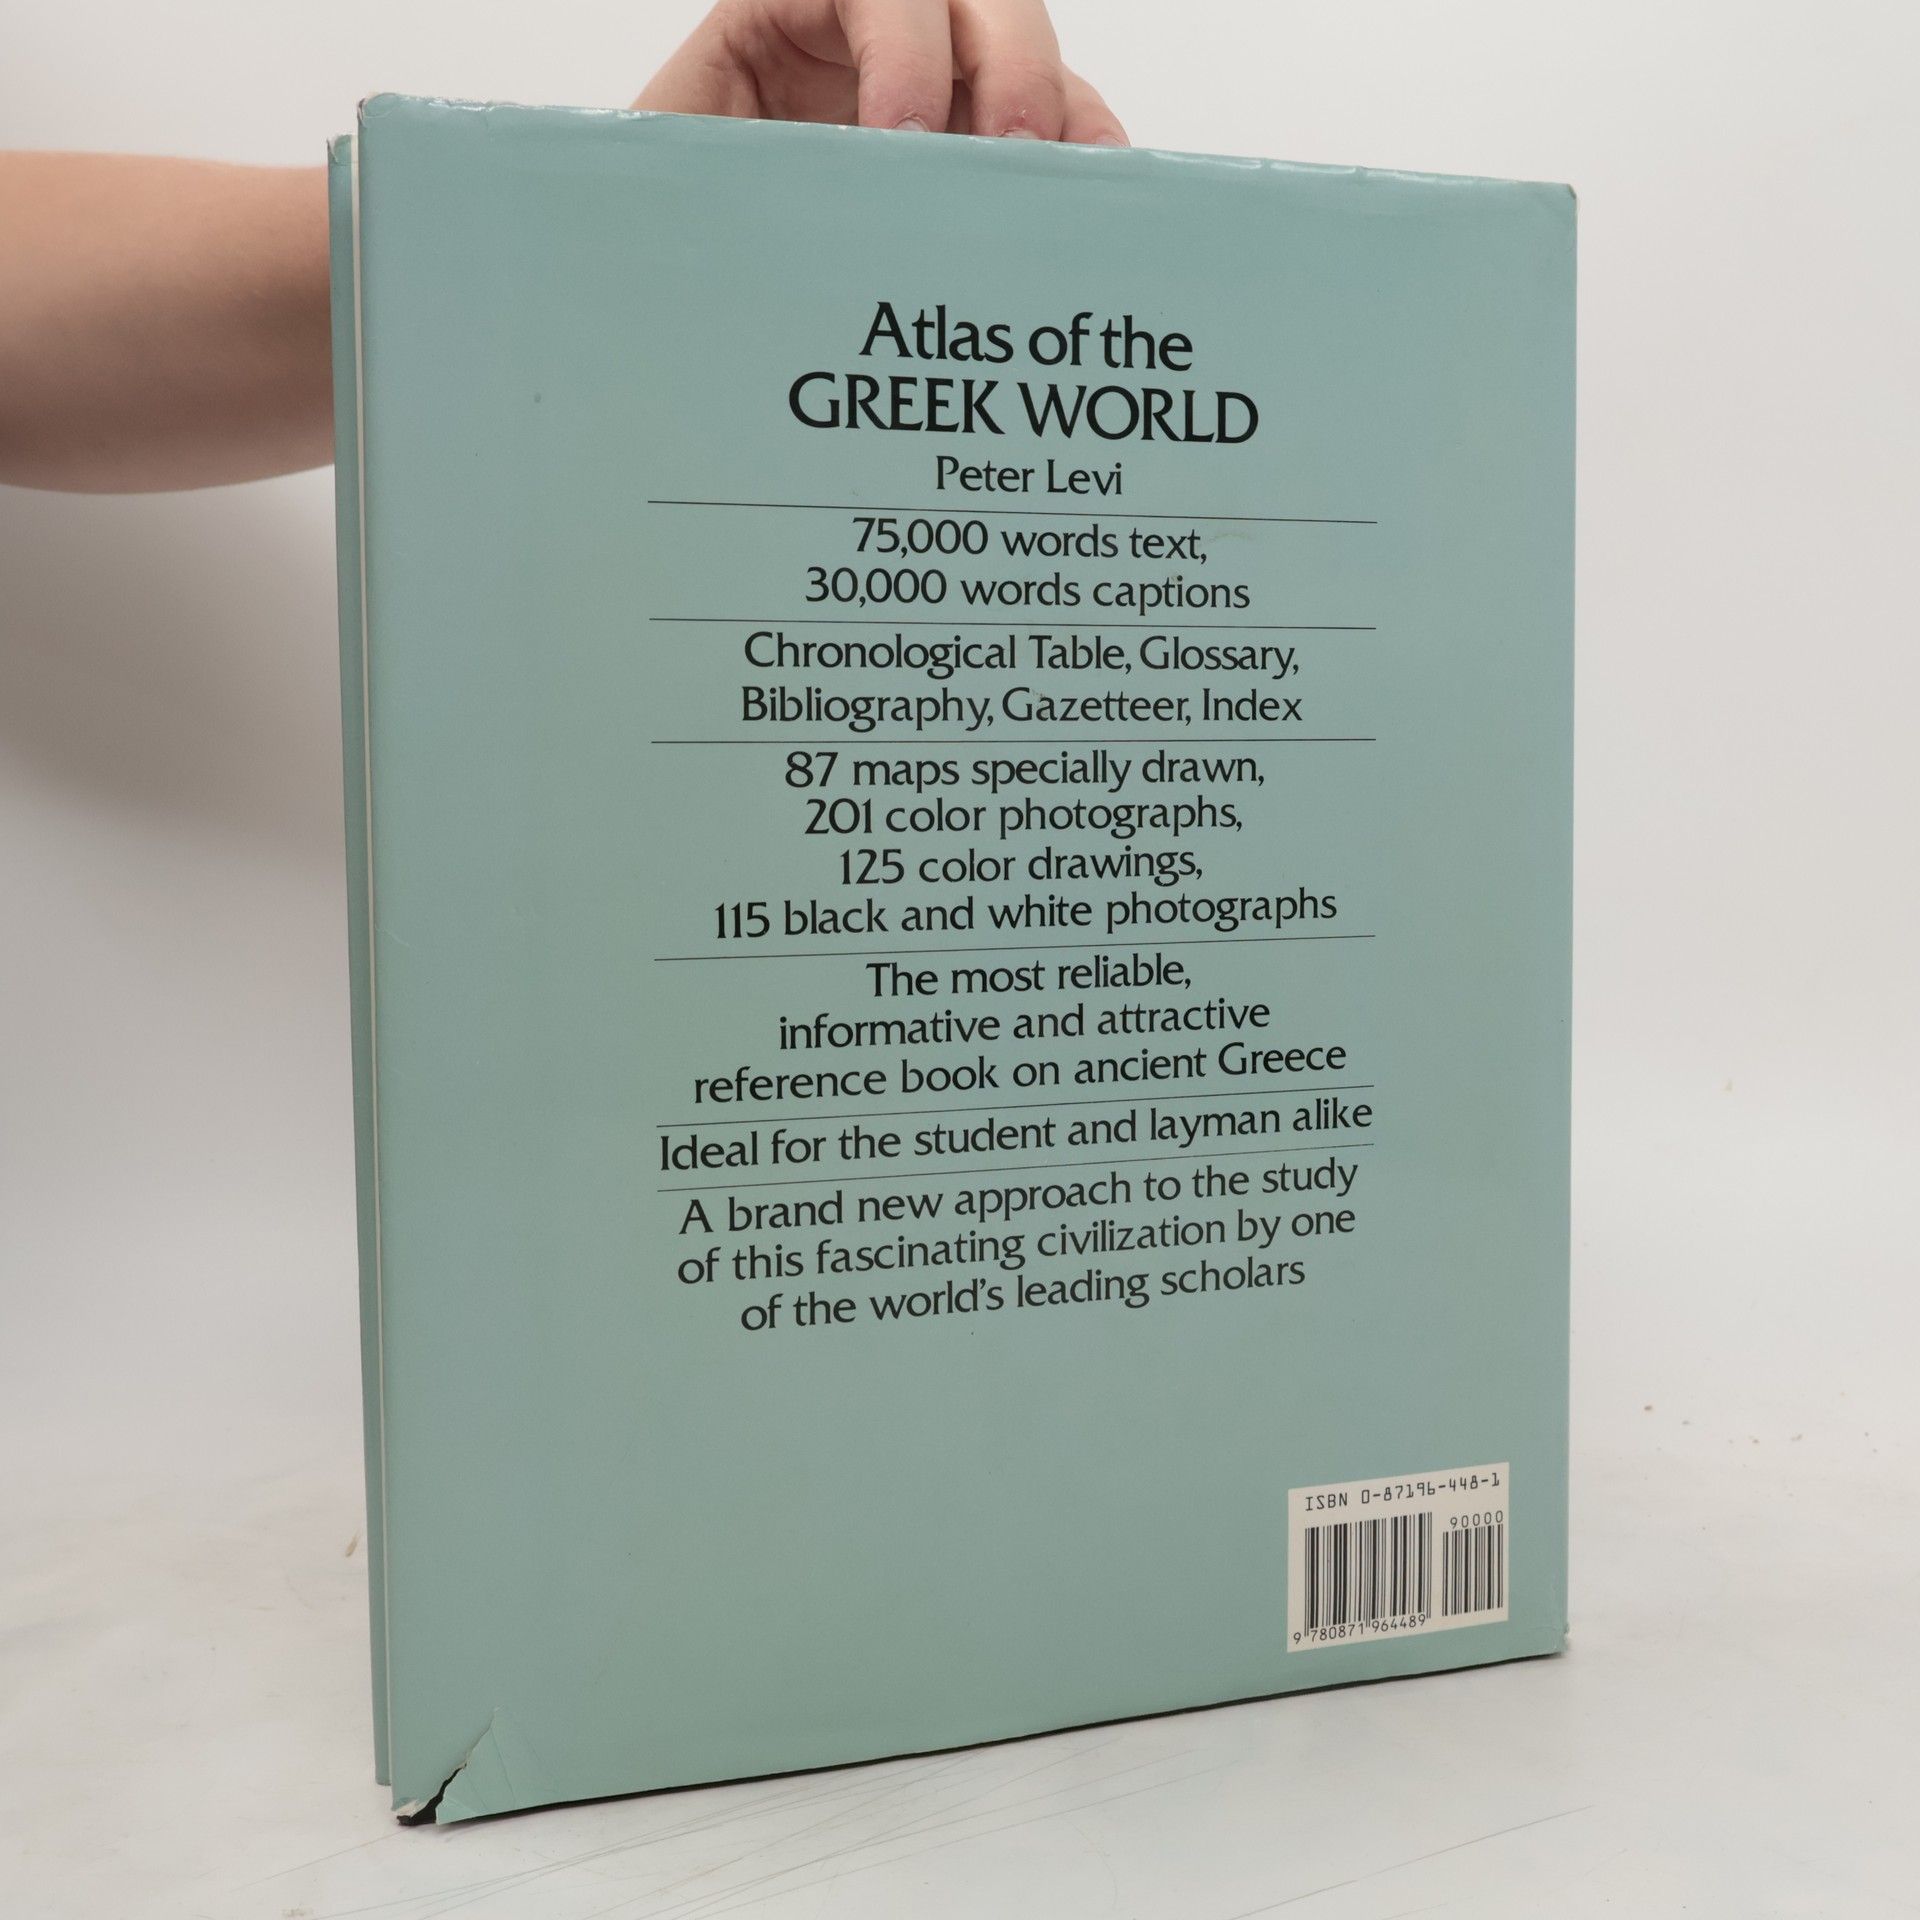 Atlas of the
GREEK WORLD
Peter Levi
75,000 words text,
30,000 words captions
Chronological Table, Glossary,
Bibliography, Gazetteer, Index
87 maps specially drawn,
201 color photographs,
125 color drawings,
115 black and white photographs
The most reliable,
informative and attractive
reference book on ancient Greece
Ideal for the student and layman alike
A brand new approach to the study
of this fascinating civilization by one
of the world's leading scholars
ISBN 0-87196-448-1
90000
9 780871 964489